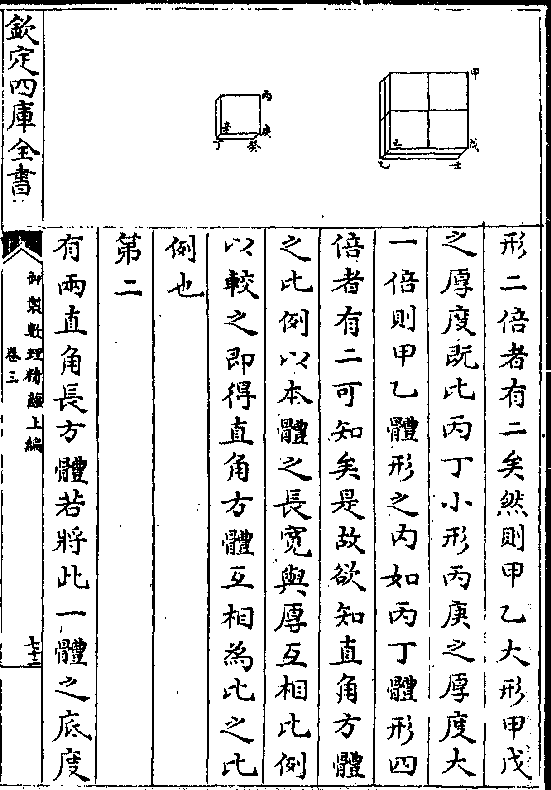 形二倍者有二矣然則甲乙大形甲戊
之厚度既比丙丁小形丙庚之厚度大
一倍則甲乙體形之内如丙丁體形四
倍者有二可知矣是故欲知直角方體
之比例以本體之長寛與厚互相比例
以較之即得直角方體互相為比之比
例也
第二
有兩直角長方體若將此一體之底度
甲
戊
己
乙
壬
丙
庚
辛
丁
癸
欽定四庫全書
御製數理精蘊上編
卷三
七十三